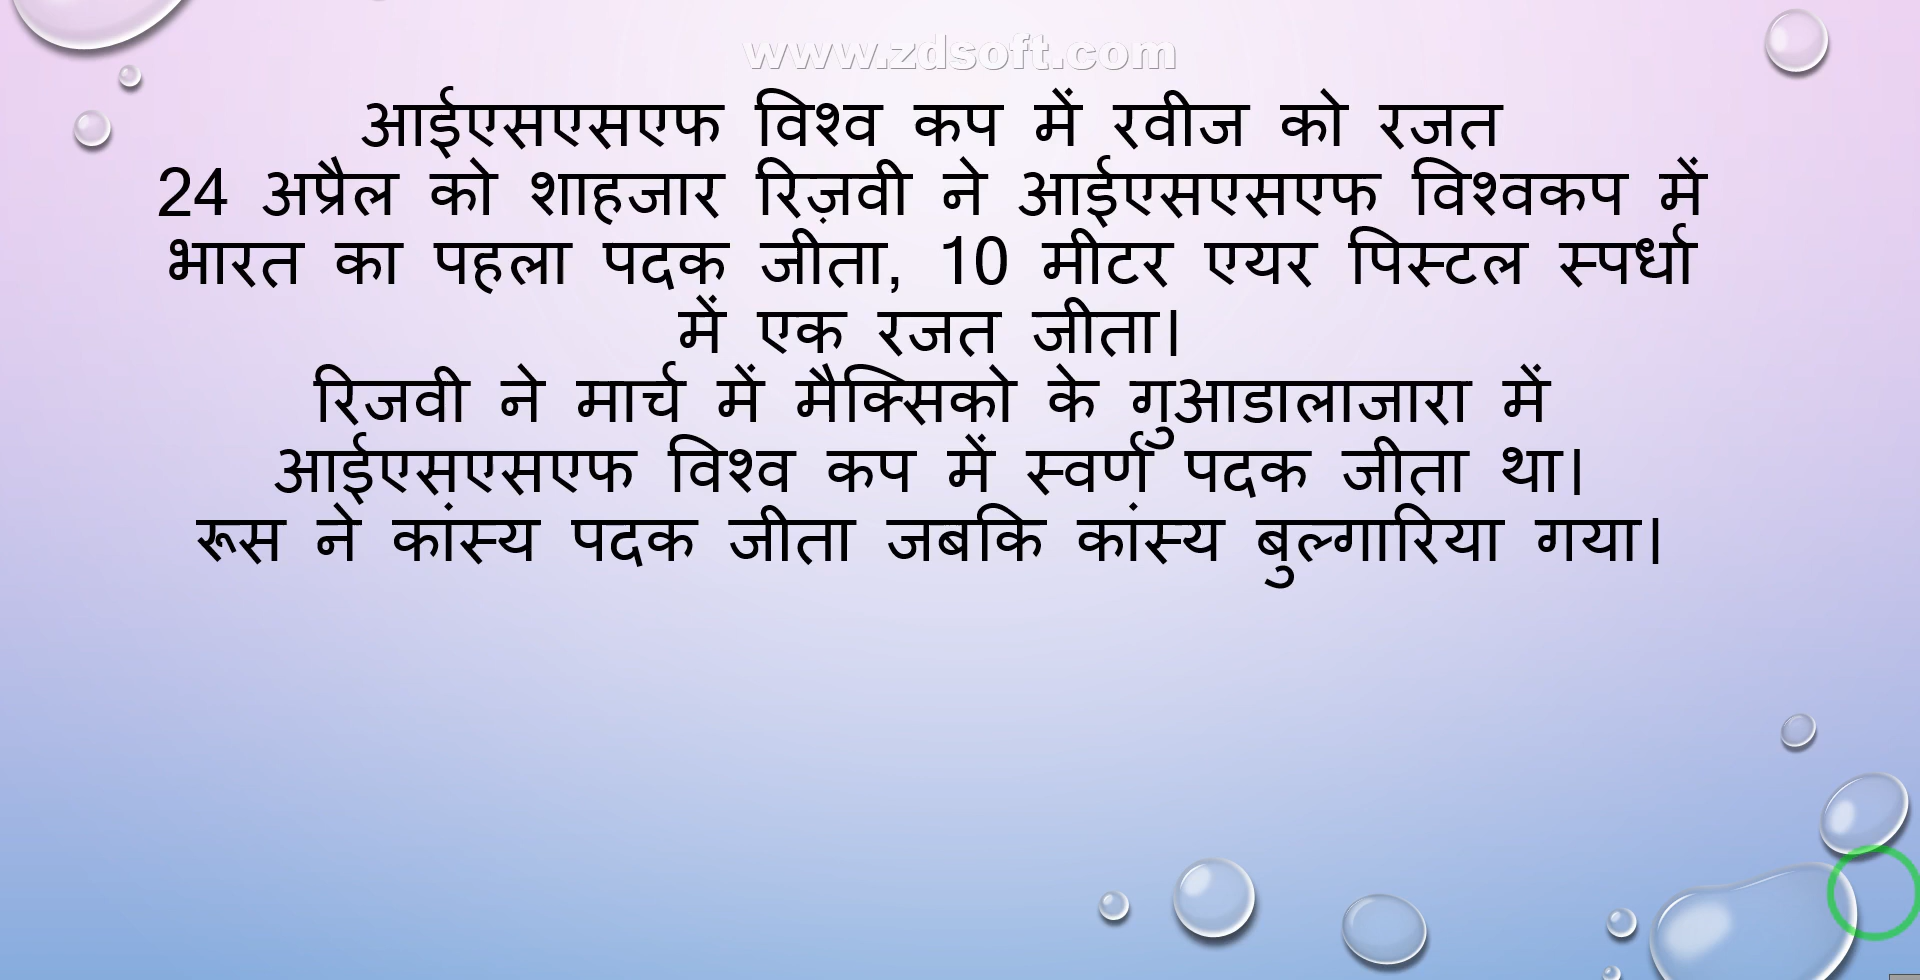 www.zdsoft.com
आईएसएसएफ विश्व कप में रवीज को रजत
24 अप्रैल को शाहजार रिज़वी ने आईएसएसएफ विश्वकप में
भारत का पहला पदक जीता, 10 मीटर एयर पिस्टल स्पर्धा
में एक रजत जीता।
रिजवी ने मार्च में मैक्सिको के गुआडालाजारा में
आईएसएसएफ विश्व कप में स्वर्ण पदक जीता था।
रूस ने कांस्य पदक जीता जबकि कांस्य बुल्गारिया गया।